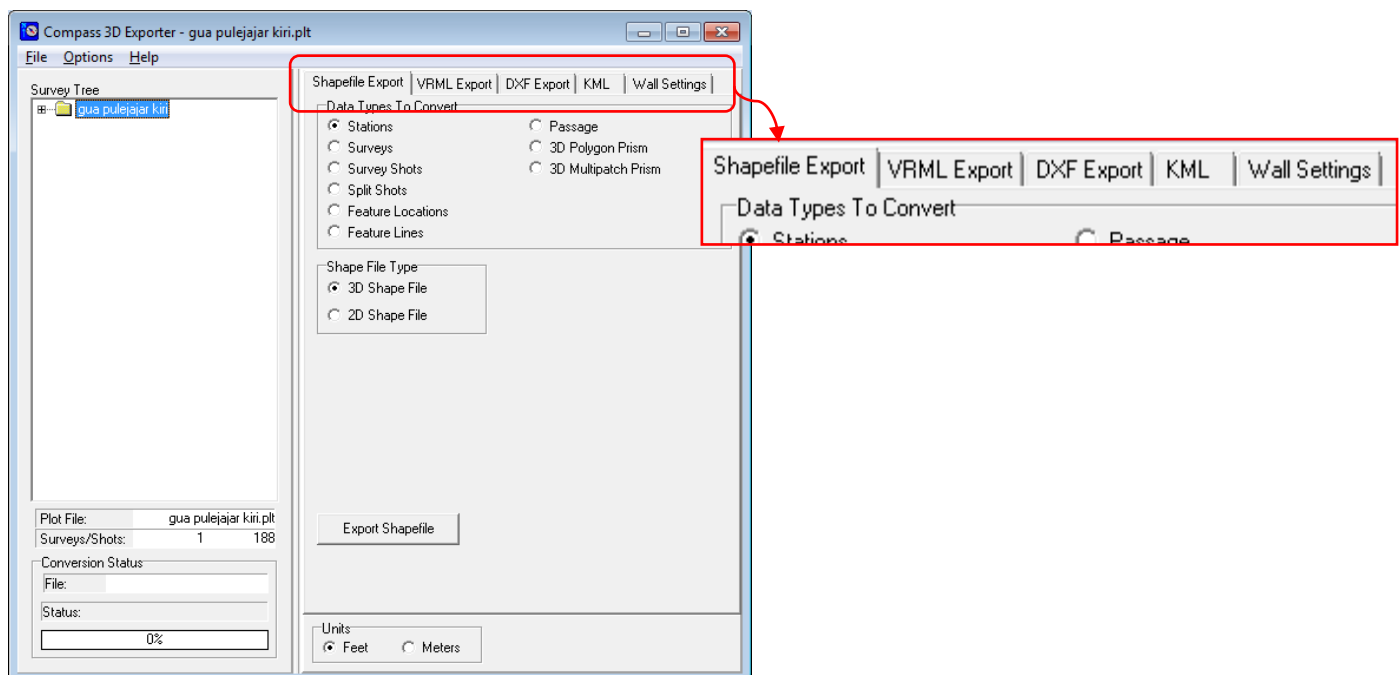 Compass 3D Exporter - gua pulejajar kiri.plt
File Options Help
Survey Tree
gua pulejajar kiri
Plot File: gua pulejajar kiri.plt
Surveys/Shots: 1 188
Conversion Status
File:
Status:
0%
Shapefile Export VRML Export DXF Export KML Wall Settings
Data Types To Convert
Stations Passage
Surveys 3D Polygon Prism
Survey Shots 3D Multipatch Prism
Split Shots
Feature Locations
Feature Lines
Shape File Type
3D Shape File
2D Shape File
Export Shapefile
Units
Feet Meters
Shapefile Export VRML Export DXF Export KML Wall Settings
Data Types To Convert
Stations Passage